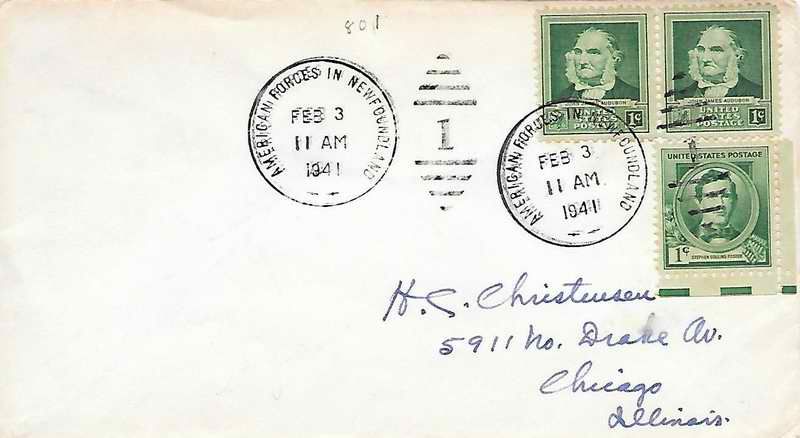 801
AMERICAN FORCES IN NEWFOUNDLAND
FEB 3
11 AM
1941
1
AMERICAN FORCES IN NEWFOUNDLAND
FEB 3
11 AM
1941
JOHN JAMES AUDUBON
UNITED
STATES
POSTAGE
1¢
JOHN JAMES AUDUBON
UNITED
STATES
POSTAGE
1¢
UNITED STATES POSTAGE
1¢
STEPHEN COLLINS FOSTER
H. C. Christensen
5911 No. Drake Av.
Chicago
Illinois.